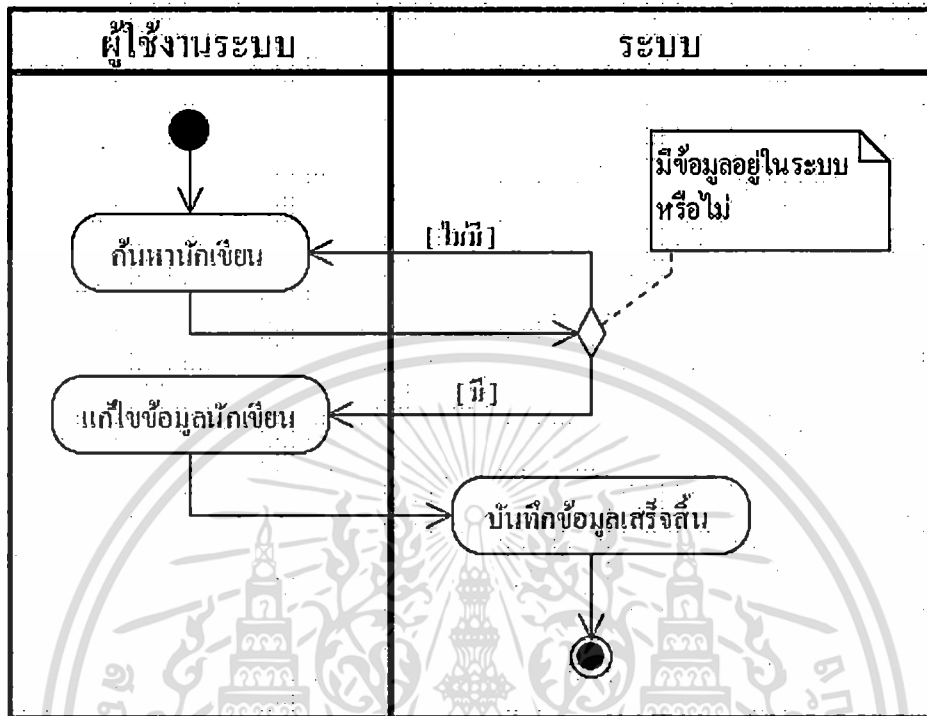 ผู้ใช้งานระบบ
ระบบ
มีข้อมูลอยู่ในระบบ
หรือไม่
[ ไม่มี ]
ค้นหานักเขียน
[ มี ]
แก้ไขข้อมูลนักเขียน
บันทึกข้อมูลเสร็จสิ้น